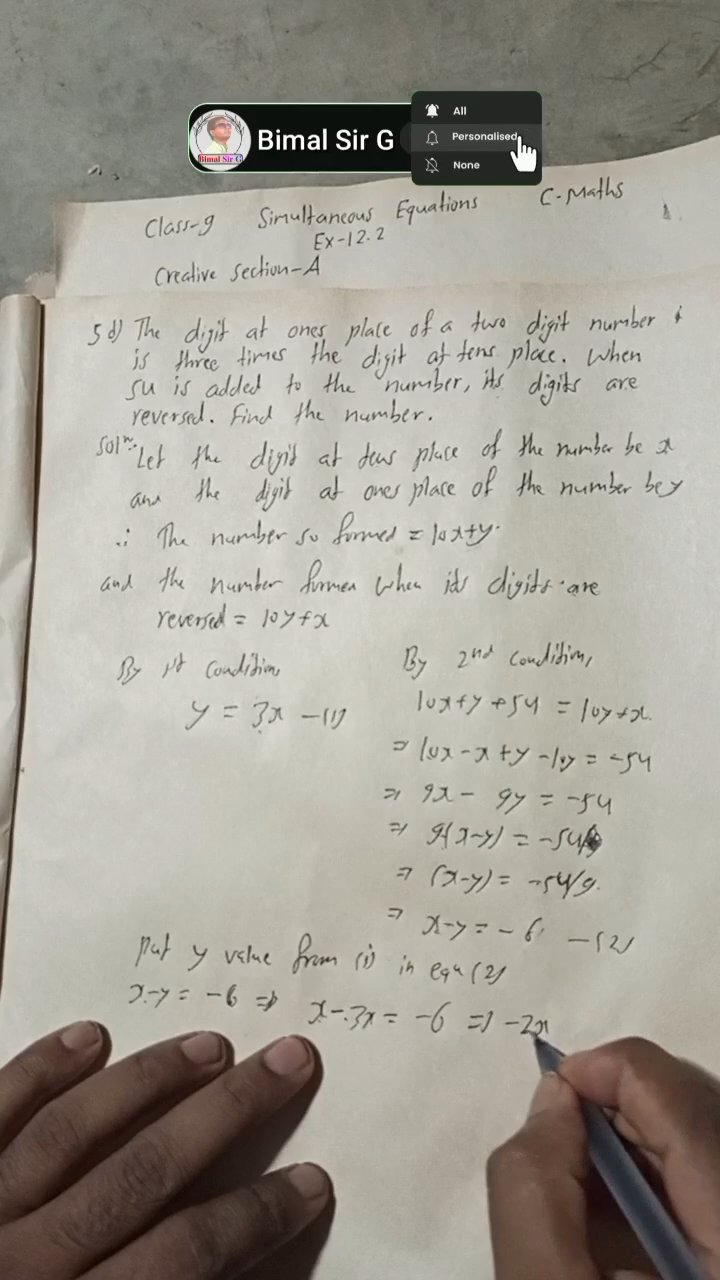 All
Bimal Sir G
Personalised
Bimal Sir G
None
Class-9 Simultaneous Equations C-Maths
Ex-12.2
Creative section-A
5 d) The digit at ones place of a two digit number
is three times the digit at tens place. When
54 is added to the number, its digits are
reversed. Find the number.
Solⁿ:- Let the digit at tens place of the number be x
and the digit at ones place of the number be y
∴ The number so formed = 10x+y.
and the number formed when its digits are
reversed = 10y+x
By 1st condition,
y = 3x -(1)
By 2nd condition,
10x+y+54 = 10y+x.
⇒ 10x-x+y-10y = -54
⇒ 9x - 9y = -54
⇒ 9(x-y) = -54
⇒ (x-y) = -54/9.
⇒ x-y = -6 -(2)
put y value from (i) in eqn (2)
x-y = -6 ⇒ x-3x = -6 ⇒ -2x